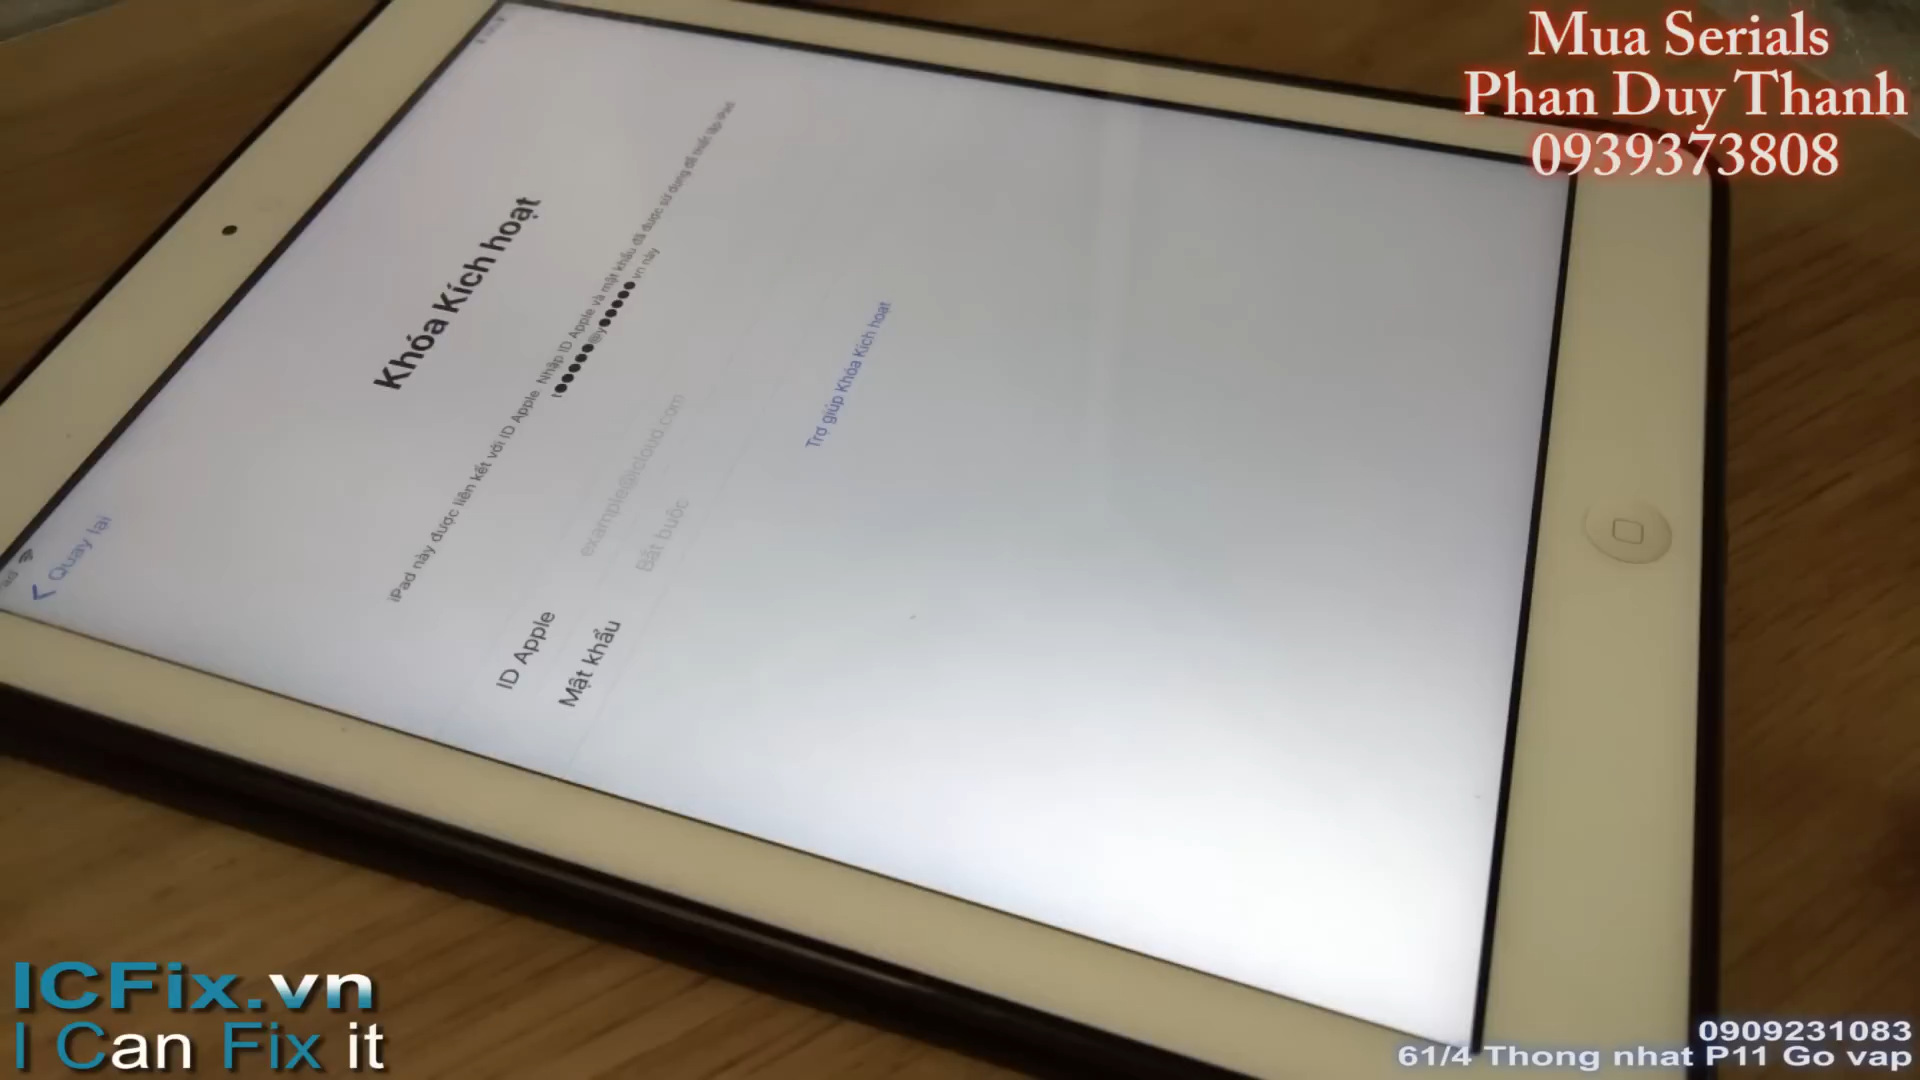 Mua Serials
Phan Duy Thanh
0939373808
Quay lại
Khóa Kích hoạt
iPad này được liên kết với ID Apple. Nhập ID Apple và mật khẩu đã được sử dụng để thiết lập iPad
này
t●●●●●@y●●●●●.vn
ID Apple
example@icloud.com
Mật khẩu
Bắt buộc
Trợ giúp Khóa Kích hoạt
ICFix.vn
I Can Fix it
0909231083
61/4 Thong nhat P11 Go vap